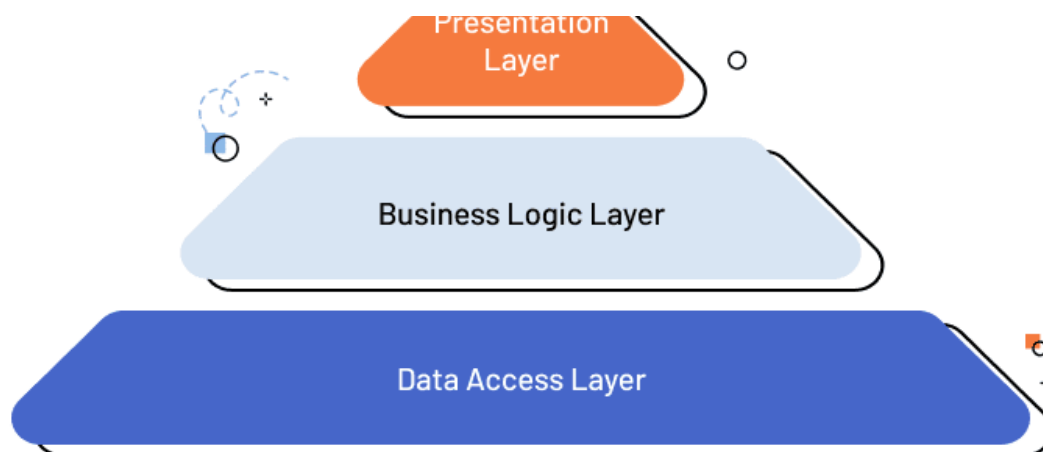 Presentation
Layer
Business Logic Layer
Data Access Layer